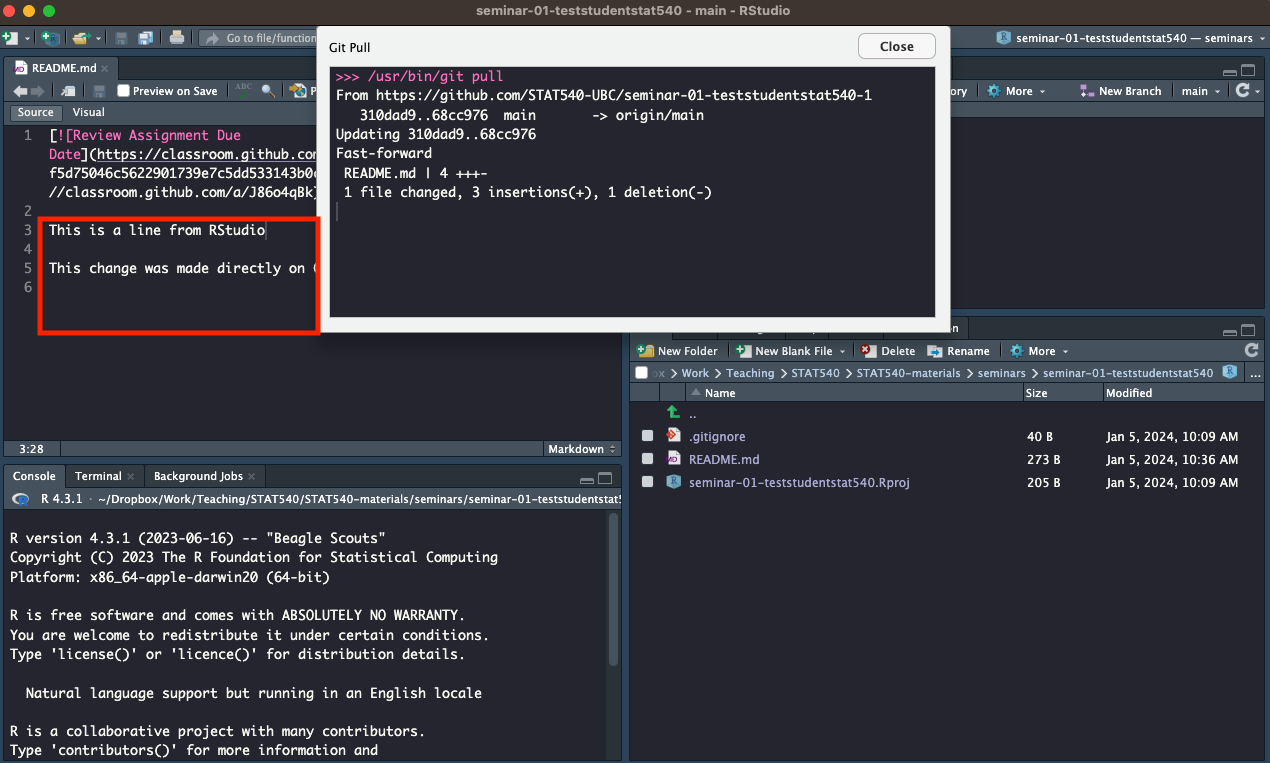 seminar-01-teststudentstat540 - main - RStudio
Go to file/function
seminar-01-teststudentstat540 — seminars
README.md
Preview on Save
ABC
Source
Visual
1 [![Review Assignment Due
Date](https://classroom.github.com
f5d75046c5622901739e7c5dd533143b0
//classroom.github.com/a/J86o4qBk)
2
3 This is a line from RStudio
4
5 This change was made directly on
6
3:28
Markdown
Git Pull
Close
>>> /usr/bin/git pull
From https://github.com/STAT540-UBC/seminar-01-teststudentstat540-1
310dad9..68cc976 main -> origin/main
Updating 310dad9..68cc976
Fast-forward
README.md | 4 +++-
1 file changed, 3 insertions(+), 1 deletion(-)
More
New Branch
main
Console
Terminal
Background Jobs
R 4.3.1 · ~/Dropbox/Work/Teaching/STAT540/STAT540-materials/seminars/seminar-01-teststudentst
R version 4.3.1 (2023-06-16) -- "Beagle Scouts"
Copyright (C) 2023 The R Foundation for Statistical Computing
Platform: x86_64-apple-darwin20 (64-bit)
R is free software and comes with ABSOLUTELY NO WARRANTY.
You are welcome to redistribute it under certain conditions.
Type 'license()' or 'licence()' for distribution details.
Natural language support but running in an English locale
R is a collaborative project with many contributors.
Type 'contributors()' for more information and
New Folder
New Blank File
Delete
Rename
More
Work > Teaching > STAT540 > STAT540-materials > seminars > seminar-01-teststudentstat540
...
Name
Size
Modified
..
.gitignore 40 B Jan 5, 2024, 10:09 AM
README.md 273 B Jan 5, 2024, 10:36 AM
seminar-01-teststudentstat540.Rproj 205 B Jan 5, 2024, 10:09 AM